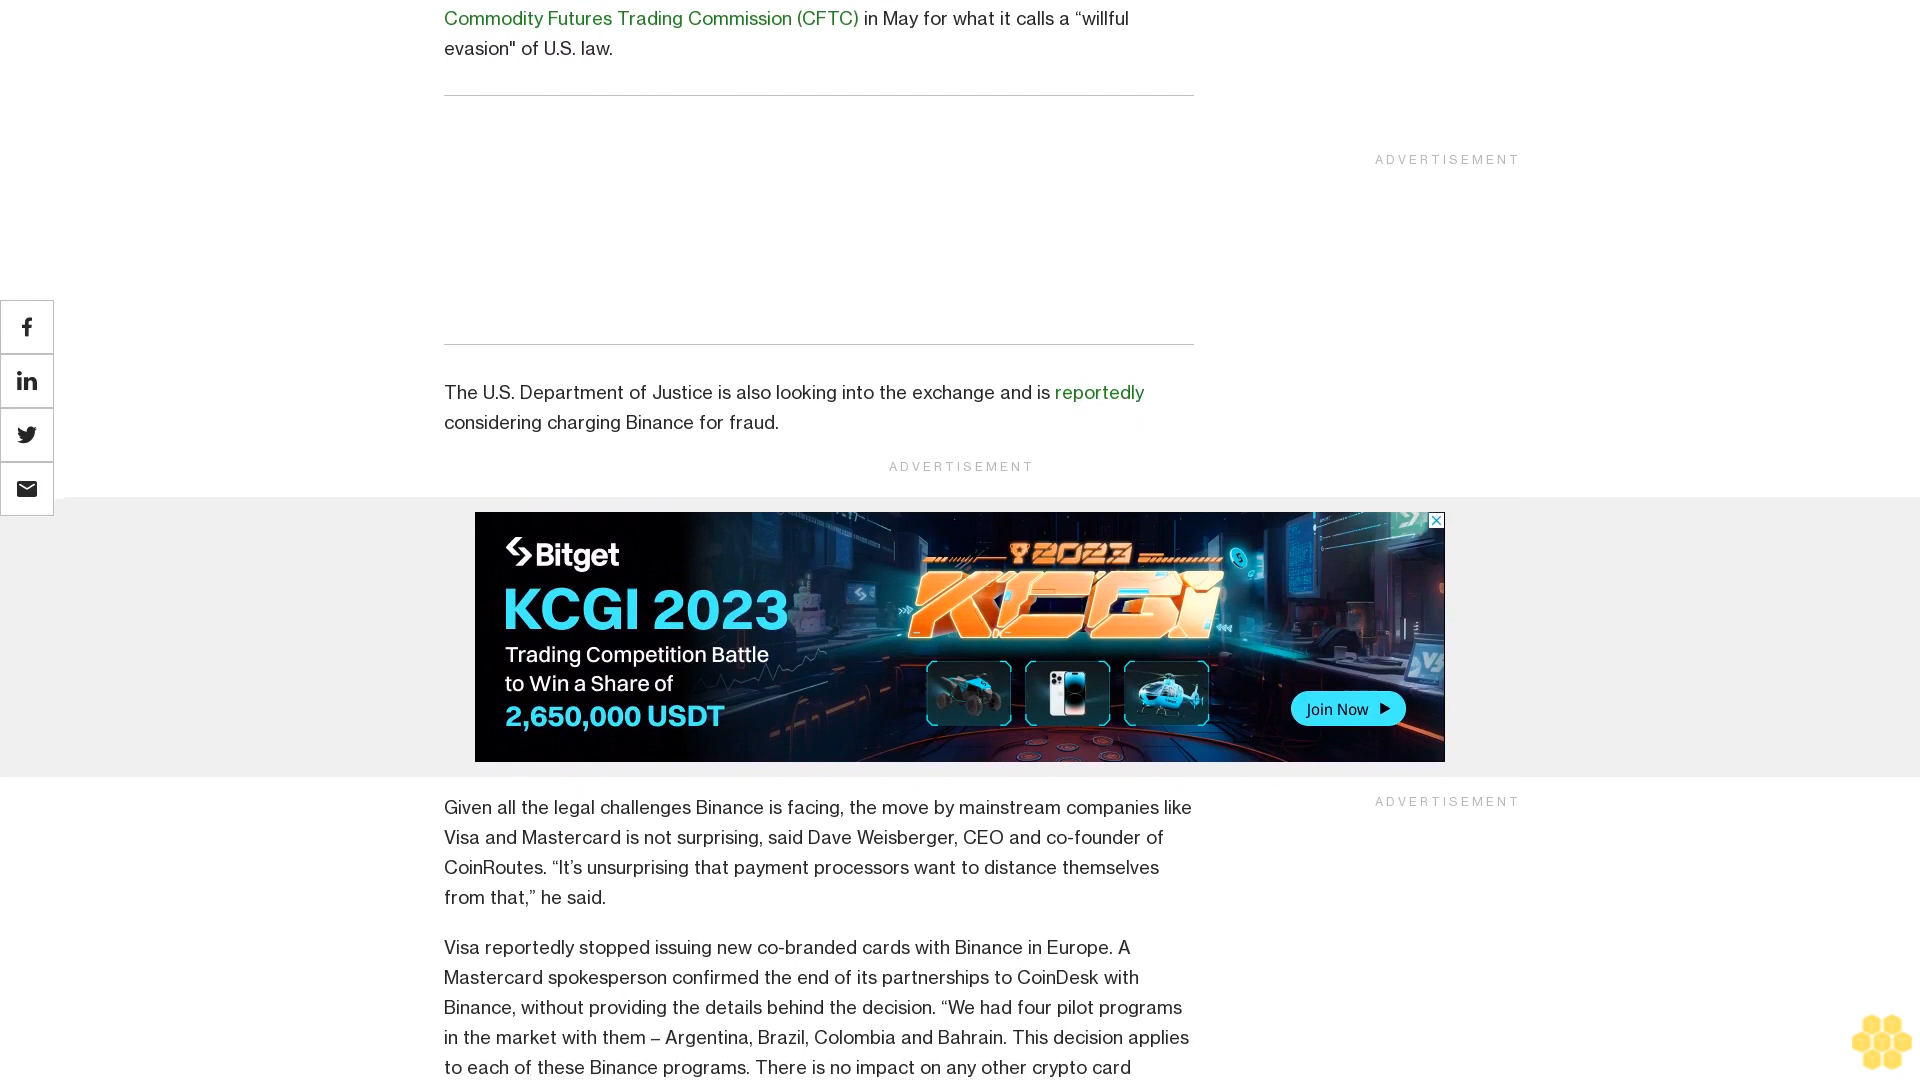 Commodity Futures Trading Commission (CFTC) in May for what it calls a “willful
evasion" of U.S. law.
ADVERTISEMENT
The U.S. Department of Justice is also looking into the exchange and is reportedly
considering charging Binance for fraud.
ADVERTISEMENT
Bitget
KCGI 2023
Trading Competition Battle
to Win a Share of
2,650,000 USDT
2023
KCGI
VS
Join Now
Given all the legal challenges Binance is facing, the move by mainstream companies like
Visa and Mastercard is not surprising, said Dave Weisberger, CEO and co-founder of
CoinRoutes. “It’s unsurprising that payment processors want to distance themselves
from that,” he said.
ADVERTISEMENT
Visa reportedly stopped issuing new co-branded cards with Binance in Europe. A
Mastercard spokesperson confirmed the end of its partnerships to CoinDesk with
Binance, without providing the details behind the decision. “We had four pilot programs
in the market with them – Argentina, Brazil, Colombia and Bahrain. This decision applies
to each of these Binance programs. There is no impact on any other crypto card